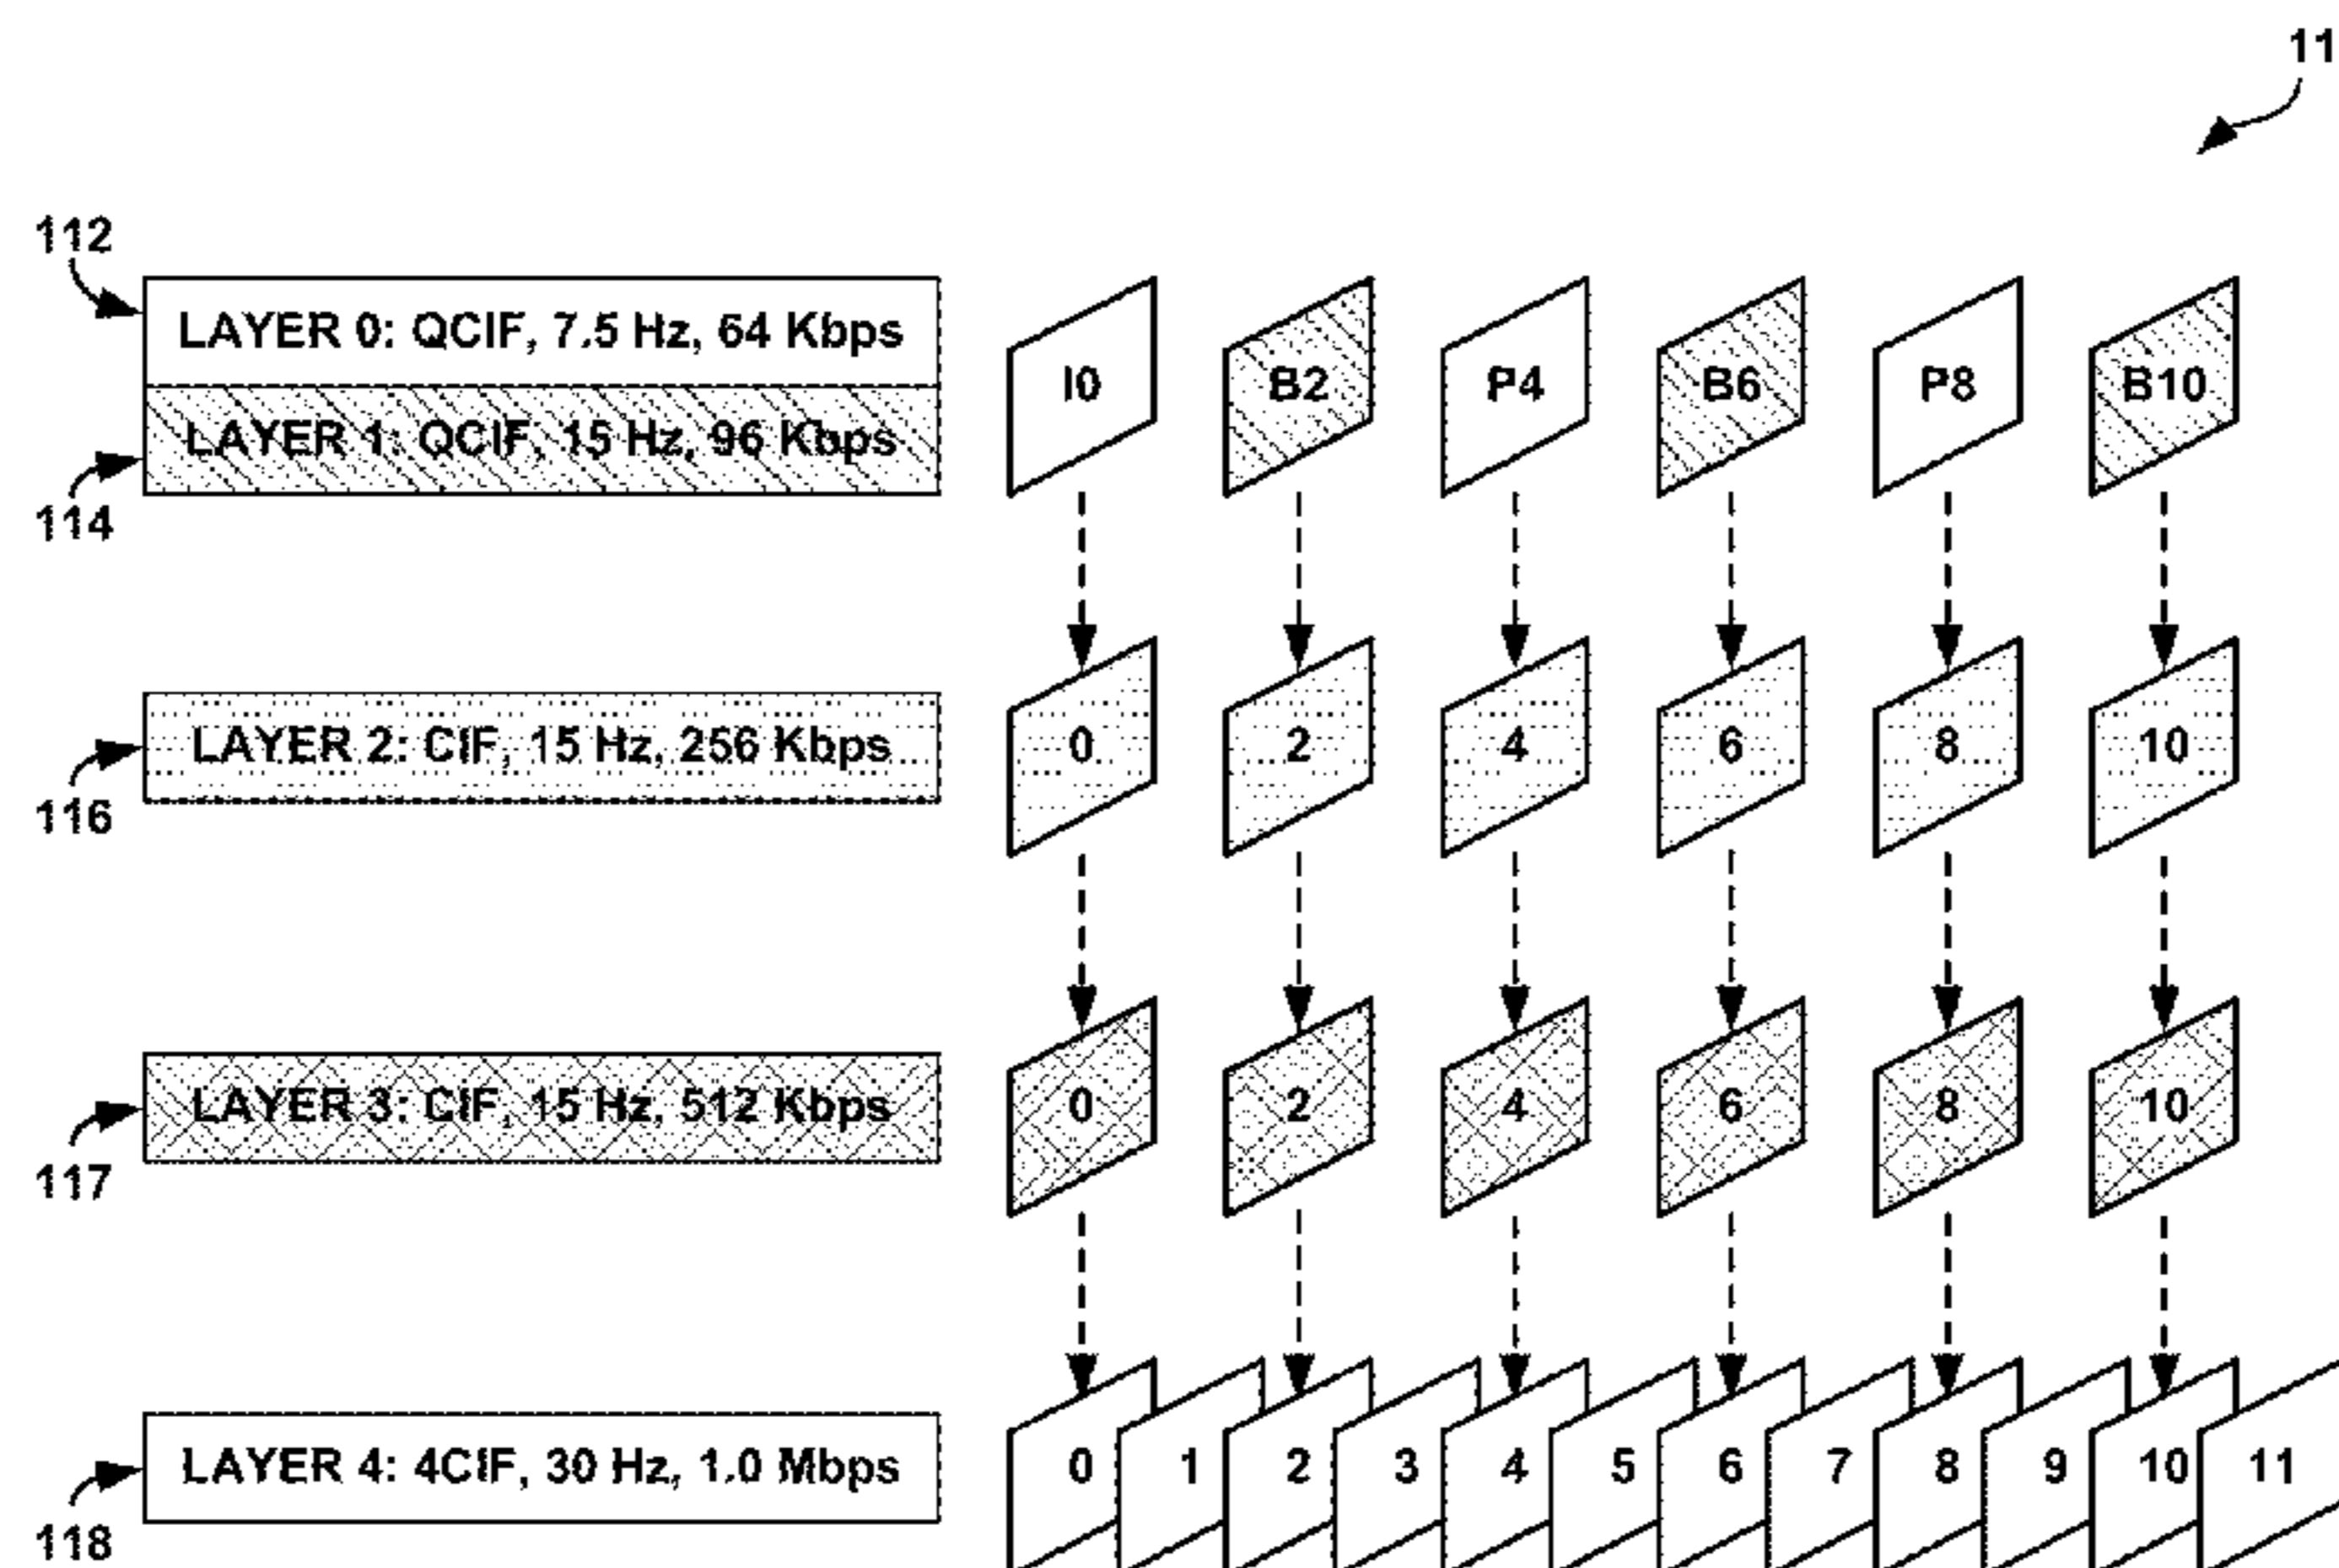 11
112
LAYER 0: QCIF, 7.5 Hz, 64 Kbps
I0 B2 P4 B6 P8 B10
LAYER 1: QCIF, 15 Hz, 96 Kbps
114
LAYER 2: CIF, 15 Hz, 256 Kbps
0 2 4 6 8 10
116
LAYER 3: CIF, 15 Hz, 512 Kbps
0 2 4 6 8 10
117
LAYER 4: 4CIF, 30 Hz, 1.0 Mbps
0 1 2 3 4 5 6 7 8 9 10 11
118